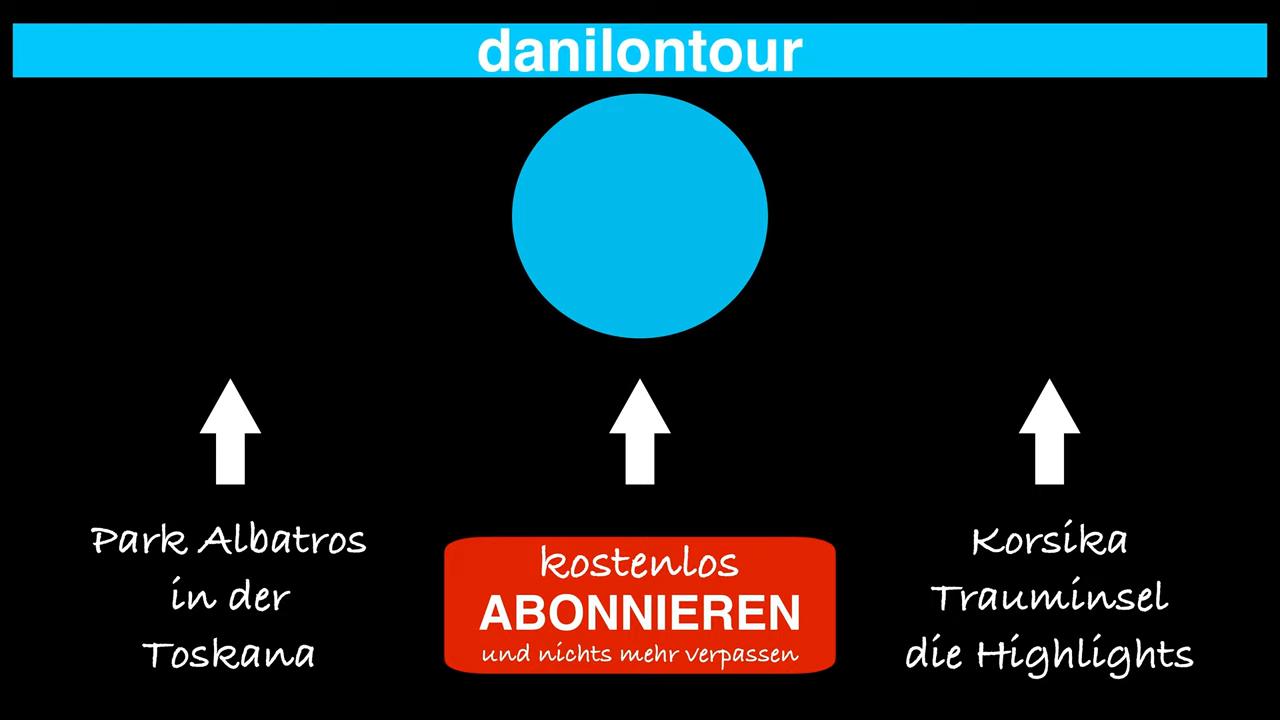 danilontour
Park Albatros
in der
Toskana
kostenlos
ABONNIEREN
und nichts mehr verpassen
Korsika
Trauminsel
die Highlights